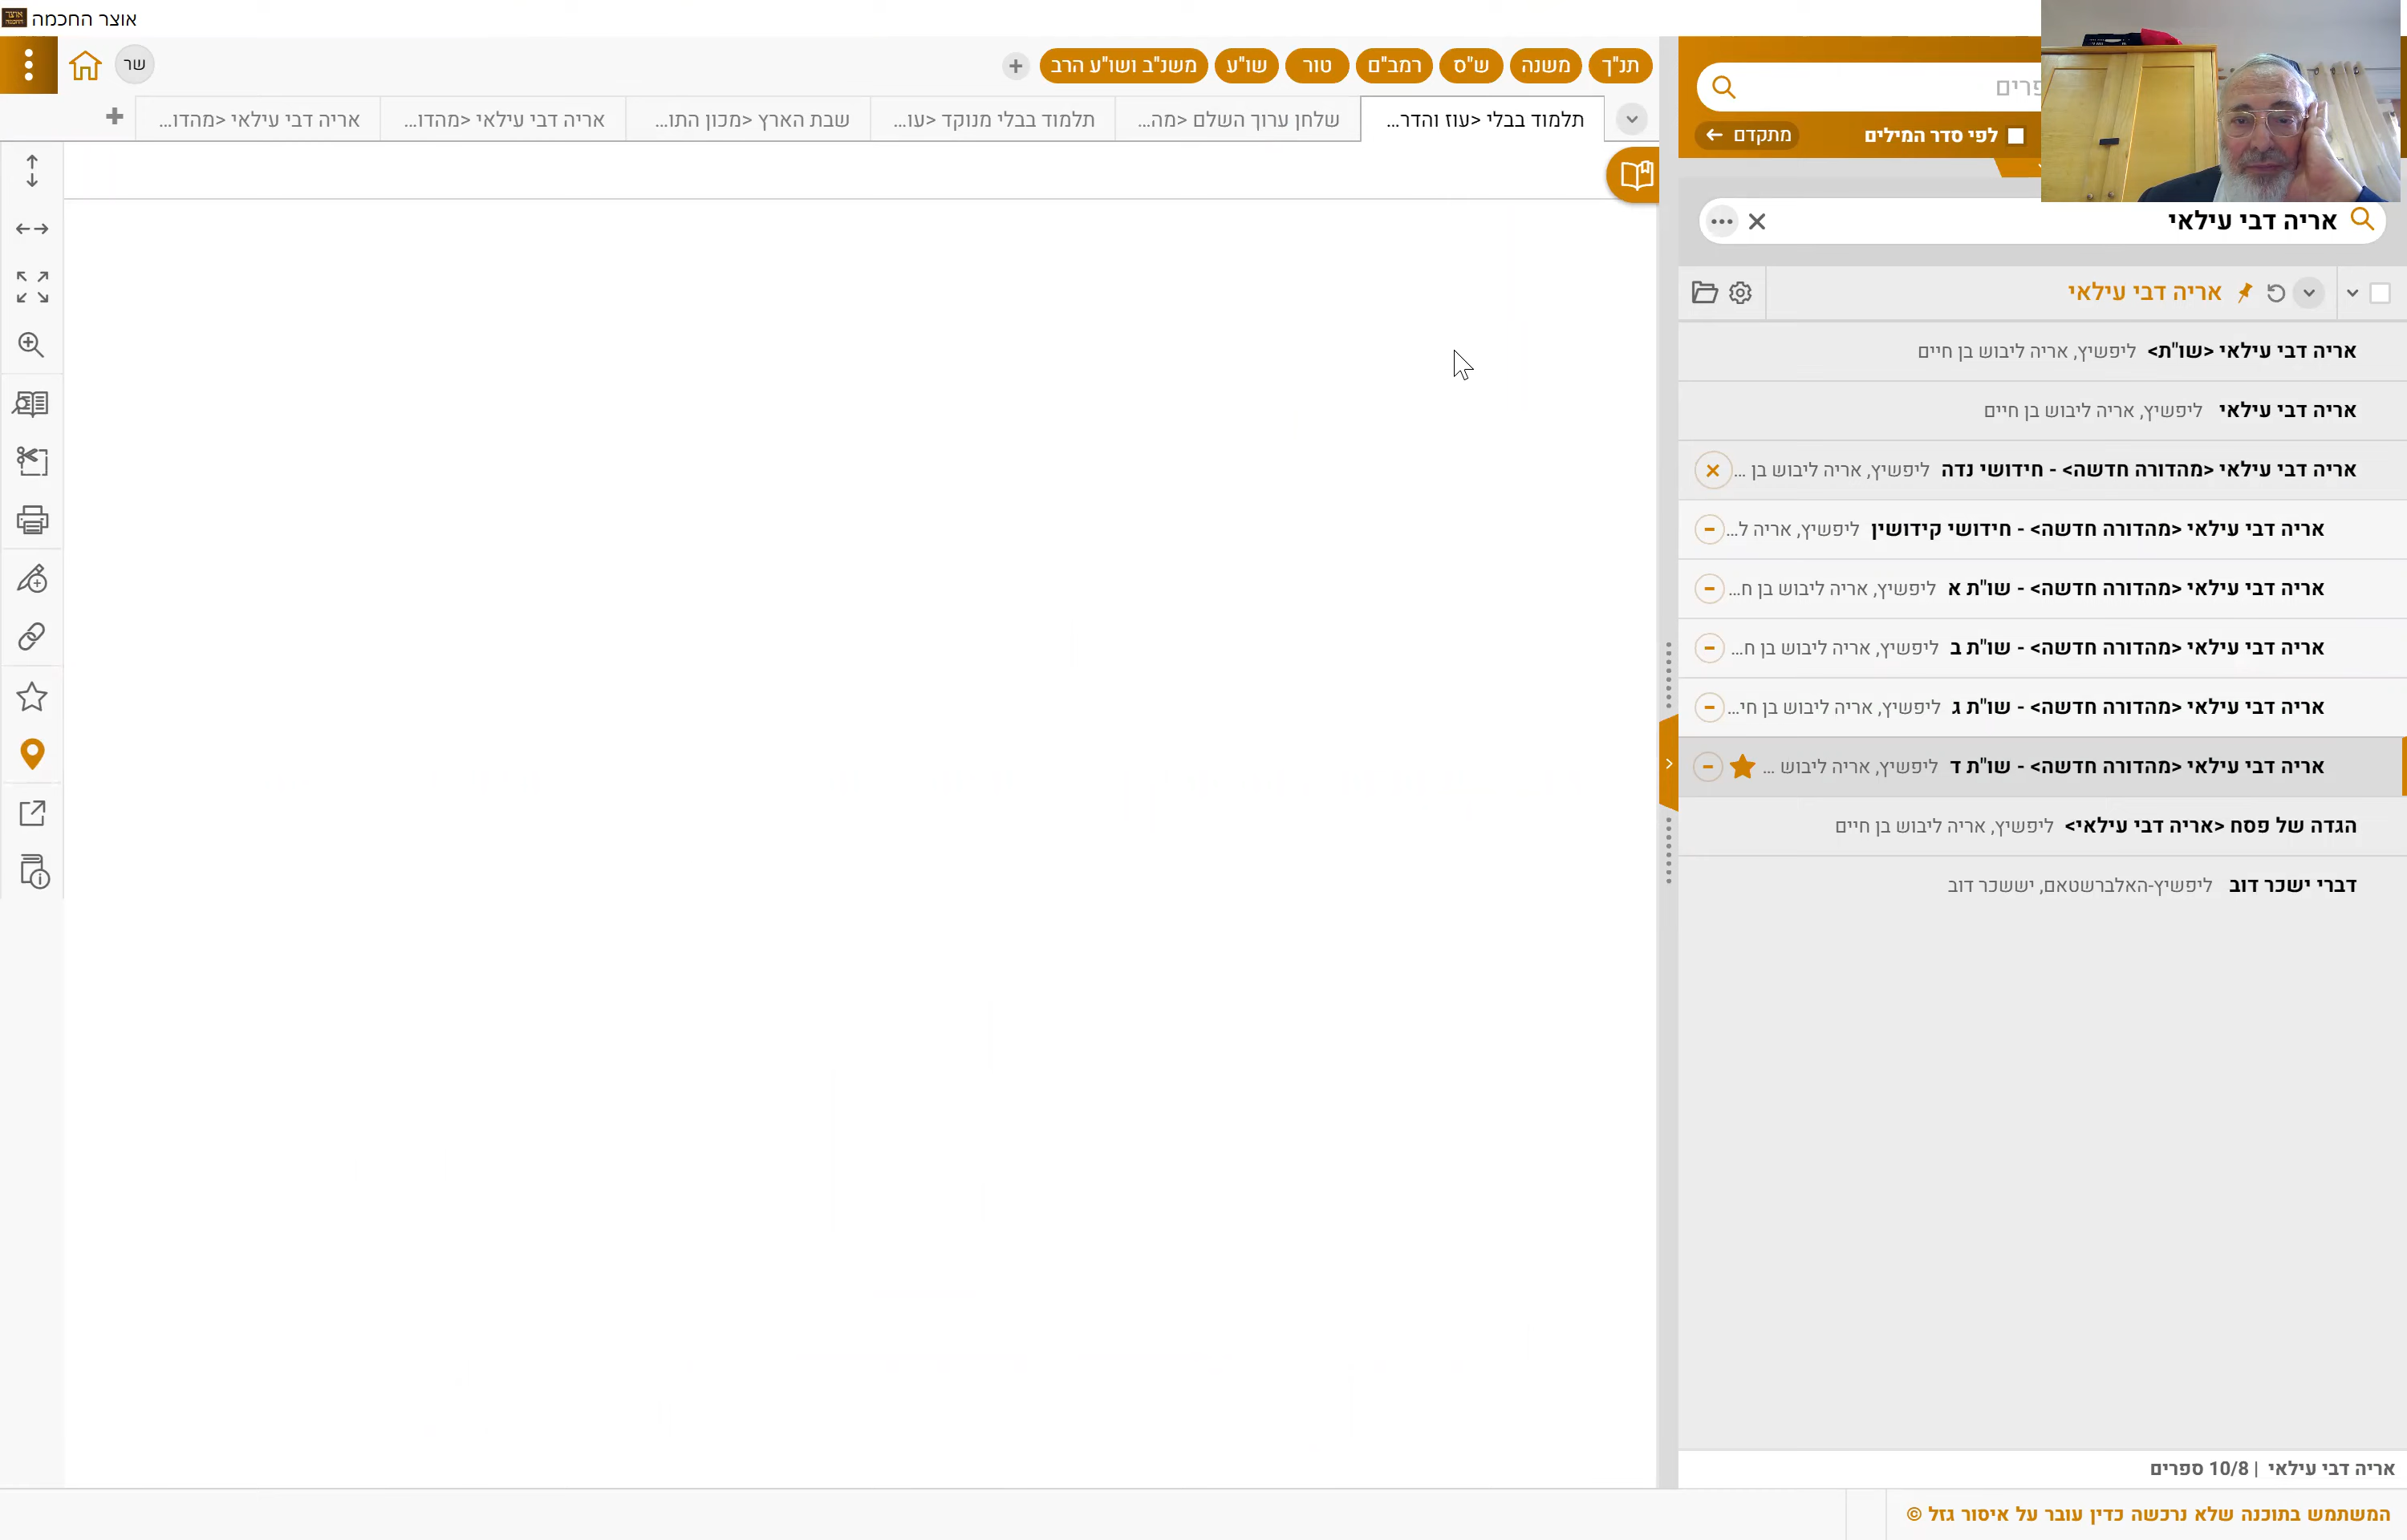 אוצר החכמה
שר
תנ"ך
משנה
ש"ס
רמב"ם
טור
שו"ע
משנ"ב ושו"ע הרב
תלמוד בבלי <עוז והדר...
שלחן ערוך השלם <מה...
תלמוד בבלי מנוקד <עו...
שבת הארץ <מכון התו...
אריה דבי עילאי <מהדו...
אריה דבי עילאי <מהדו...
לפי סדר המילים
מתקדם
אריה דבי עילאי
אריה דבי עילאי
אריה דבי עילאי <שו"ת> ליפשיץ, אריה ליבוש בן חיים
אריה דבי עילאי ליפשיץ, אריה ליבוש בן חיים
אריה דבי עילאי <מהדורה חדשה> - חידושי נדה ליפשיץ, אריה ליבוש בן ...
אריה דבי עילאי <מהדורה חדשה> - חידושי קידושין ליפשיץ, אריה ל...
אריה דבי עילאי <מהדורה חדשה> - שו"ת א ליפשיץ, אריה ליבוש בן ח...
אריה דבי עילאי <מהדורה חדשה> - שו"ת ב ליפשיץ, אריה ליבוש בן ח...
אריה דבי עילאי <מהדורה חדשה> - שו"ת ג ליפשיץ, אריה ליבוש בן חי...
אריה דבי עילאי <מהדורה חדשה> - שו"ת ד ליפשיץ, אריה ליבוש ...
הגדה של פסח <אריה דבי עילאי> ליפשיץ, אריה ליבוש בן חיים
דברי ישכר דוב ליפשיץ-האלברשטאם, יששכר דוב
אריה דבי עילאי | 10/8 ספרים
המשתמש בתוכנה שלא נרכשה כדין עובר על איסור גזל ©